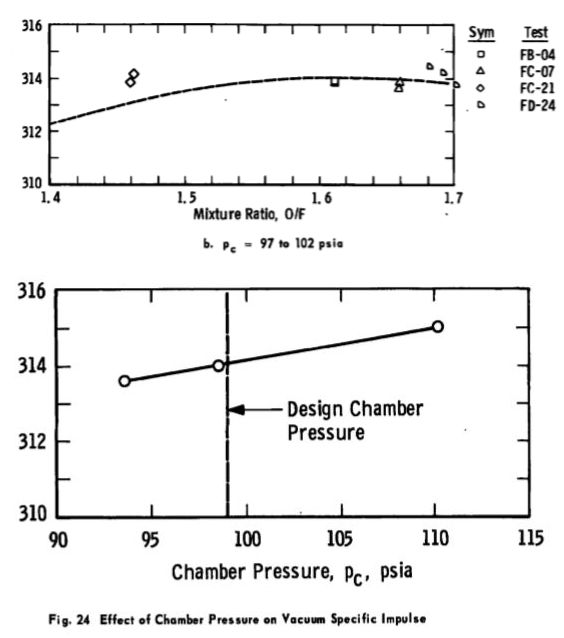 316
314
312
310
1.4 1.5 1.6 1.7
Mixture Ratio, O/F
Sym Test
FB-04
FC-07
FC-21
FD-24
b. pc = 97 to 102 psia
316
314
312
310
90 95 100 105 110 115
Design Chamber
Pressure
Chamber Pressure, pc, psia
Fig. 24 Effect of Chamber Pressure on Vacuum Specific Impulse